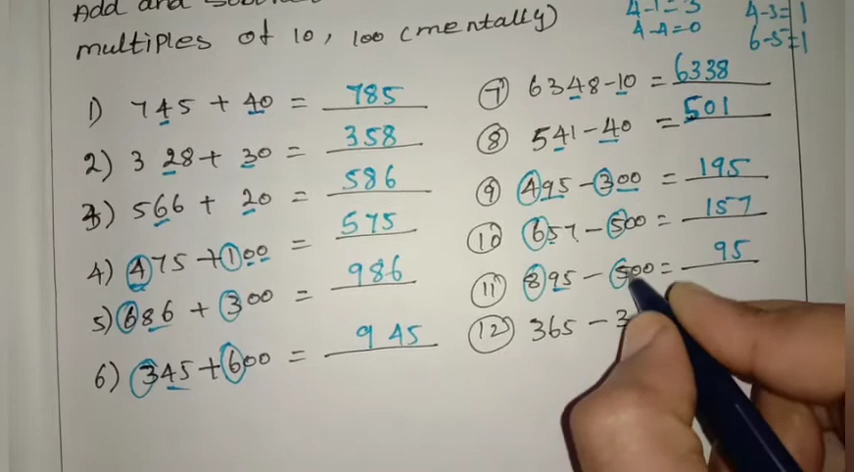 Add and
multiples of 10, 100 (mentally)
4-1=3
4-4=0
4-3=1
6-5=1
1) 745 + 40 = 785
2) 328 + 30 = 358
3) 566 + 20 = 586
4) 475 + 100 = 575
5) 686 + 300 = 986
6) 345 + 600 = 945
7) 6348 - 10 = 6338
8) 541 - 40 = 501
9) 495 - 300 = 195
10) 657 - 500 = 157
11) 895 - 500 = 95
12) 365 - 3